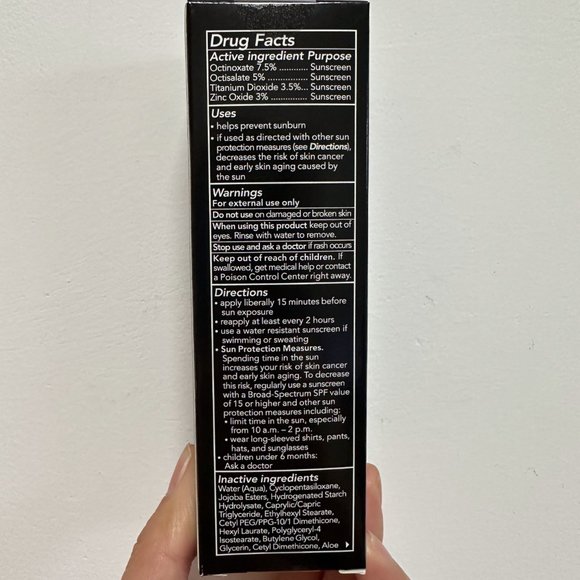 Drug Facts
Active ingredient Purpose
Octinoxate 7.5% ............ Sunscreen
Octisalate 5% ................ Sunscreen
Titanium Dioxide 3.5%... Sunscreen
Zinc Oxide 3% ............... Sunscreen
Uses
• helps prevent sunburn
• if used as directed with other sun
protection measures (see Directions),
decreases the risk of skin cancer
and early skin aging caused by
the sun
Warnings
For external use only
Do not use on damaged or broken skin
When using this product keep out of
eyes. Rinse with water to remove.
Stop use and ask a doctor if rash occurs
Keep out of reach of children. If
swallowed, get medical help or contact
a Poison Control Center right away.
Directions
• apply liberally 15 minutes before
sun exposure
• reapply at least every 2 hours
• use a water resistant sunscreen if
swimming or sweating
• Sun Protection Measures.
Spending time in the sun
increases your risk of skin cancer
and early skin aging. To decrease
this risk, regularly use a sunscreen
with a Broad-Spectrum SPF value
of 15 or higher and other sun
protection measures including:
• limit time in the sun, especially
from 10 a.m. – 2 p.m.
• wear long-sleeved shirts, pants,
hats, and sunglasses
• children under 6 months:
Ask a doctor
Inactive ingredients
Water (Aqua), Cyclopentasiloxane,
Jojoba Esters, Hydrogenated Starch
Hydrolysate, Caprylic/Capric
Triglyceride, Ethylhexyl Stearate,
Cetyl PEG/PPG-10/1 Dimethicone,
Hexyl Laurate, Polyglyceryl-4
Isostearate, Butylene Glycol,
Glycerin, Cetyl Dimethicone, Aloe